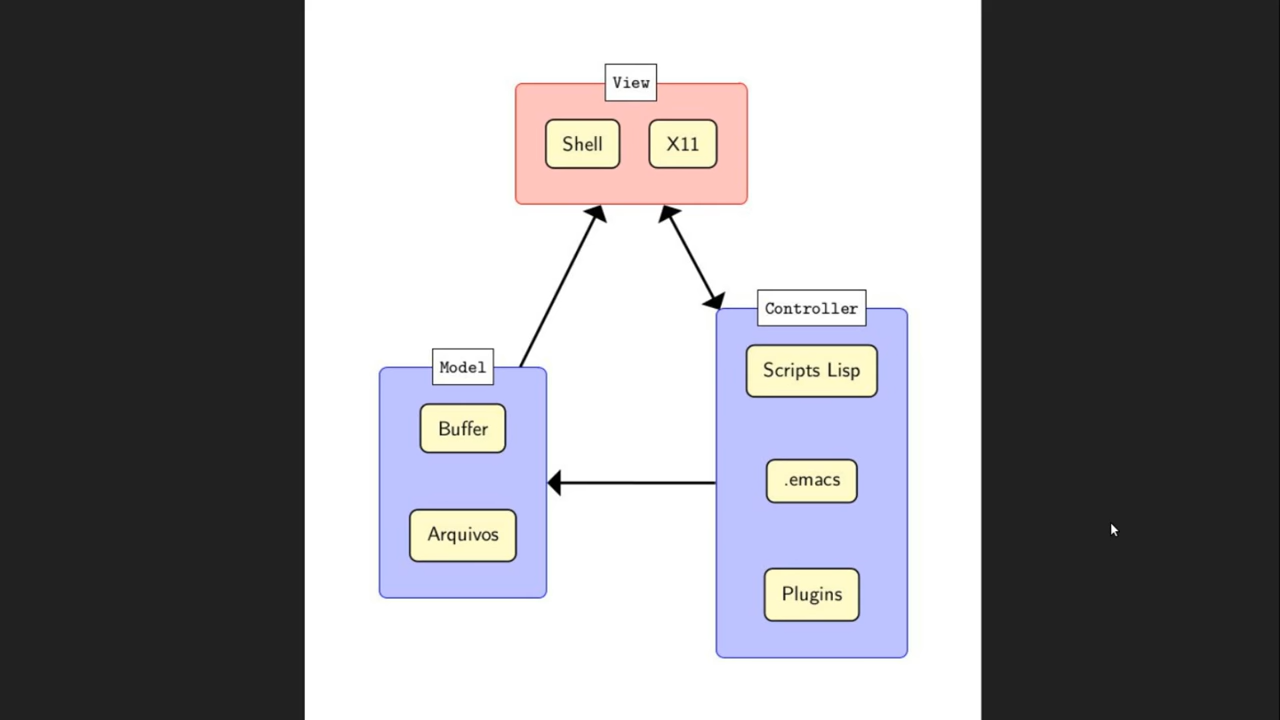 View
Shell
X11
Controller
Scripts Lisp
.emacs
Plugins
Model
Buffer
Arquivos